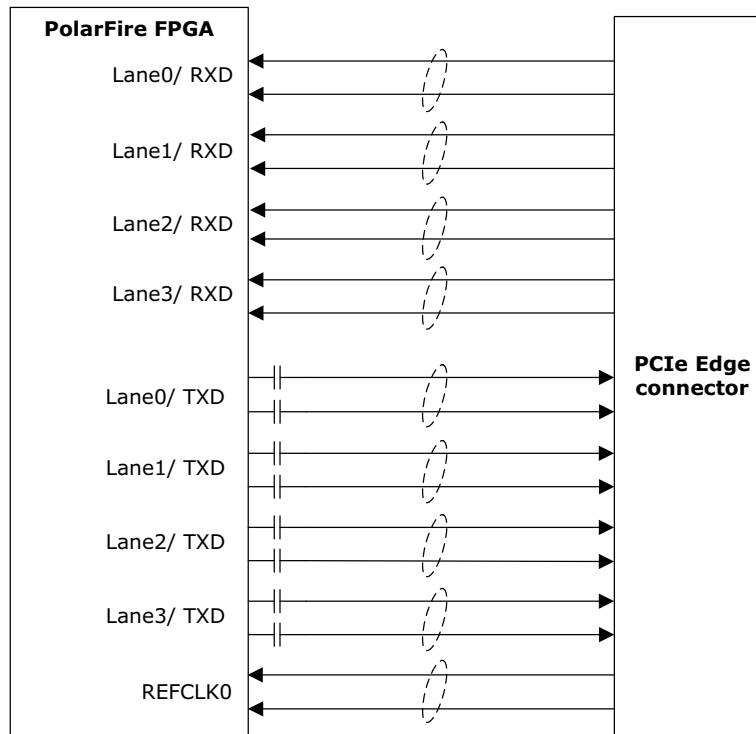 PolarFire FPGA
Lane0/ RXD
Lane1/ RXD
Lane2/ RXD
Lane3/ RXD
Lane0/ TXD
Lane1/ TXD
Lane2/ TXD
Lane3/ TXD
REFCLK0
PCIe Edge
connector